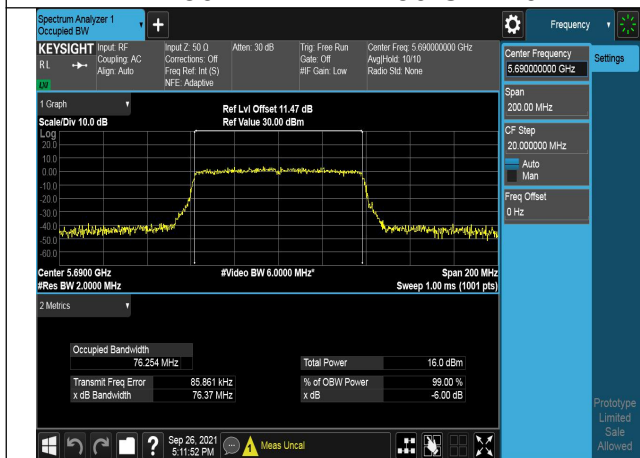 Spectrum Analyzer 1
Occupied BW
Frequency
KEYSIGHT
RL
Input: RF
Coupling: AC
Align: Auto
Input Z: 50 Ω
Corrections: Off
Freq Ref: Int (S)
NFE: Adaptive
Atten: 30 dB
Trig: Free Run
Gate: Off
#IF Gain: Low
Center Freq: 5.690000000 GHz
Avg|Hold: 10/10
Radio Std: None
Center Frequency
5.690000000 GHz
Settings
Span
200.00 MHz
CF Step
20.000000 MHz
Auto
Man
Freq Offset
0 Hz
1 Graph
Scale/Div 10.0 dB
Ref Lvl Offset 11.47 dB
Ref Value 30.00 dBm
Log
20.0
10.0
0.00
-10.0
-20.0
-30.0
-40.0
-50.0
-60.0
Center 5.6900 GHz
#Video BW 6.0000 MHz*
Span 200 MHz
#Res BW 2.0000 MHz
Sweep 1.00 ms (1001 pts)
2 Metrics
Occupied Bandwidth
76.254 MHz
Total Power 16.0 dBm
Transmit Freq Error 85.861 kHz
% of OBW Power 99.00 %
x dB Bandwidth 76.37 MHz
x dB -6.00 dB
Prototype
Limited
Sale
Allowed
Sep 26, 2021
5:11:52 PM
Meas Uncal